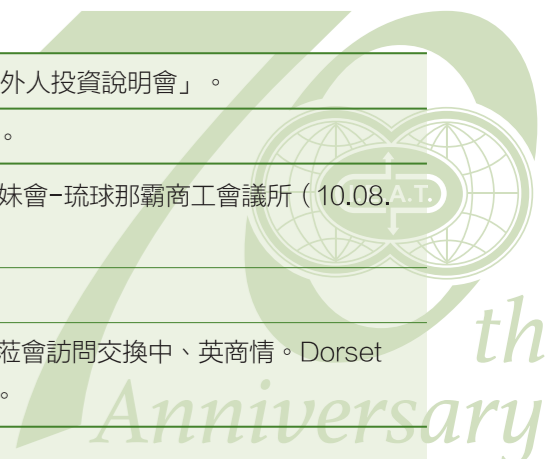 外人投資說明會」。
。
妹會-琉球那霸商工會議所（10.08.
蒞會訪問交換中、英商情。Dorset
。
A.T.
th
Anniversary